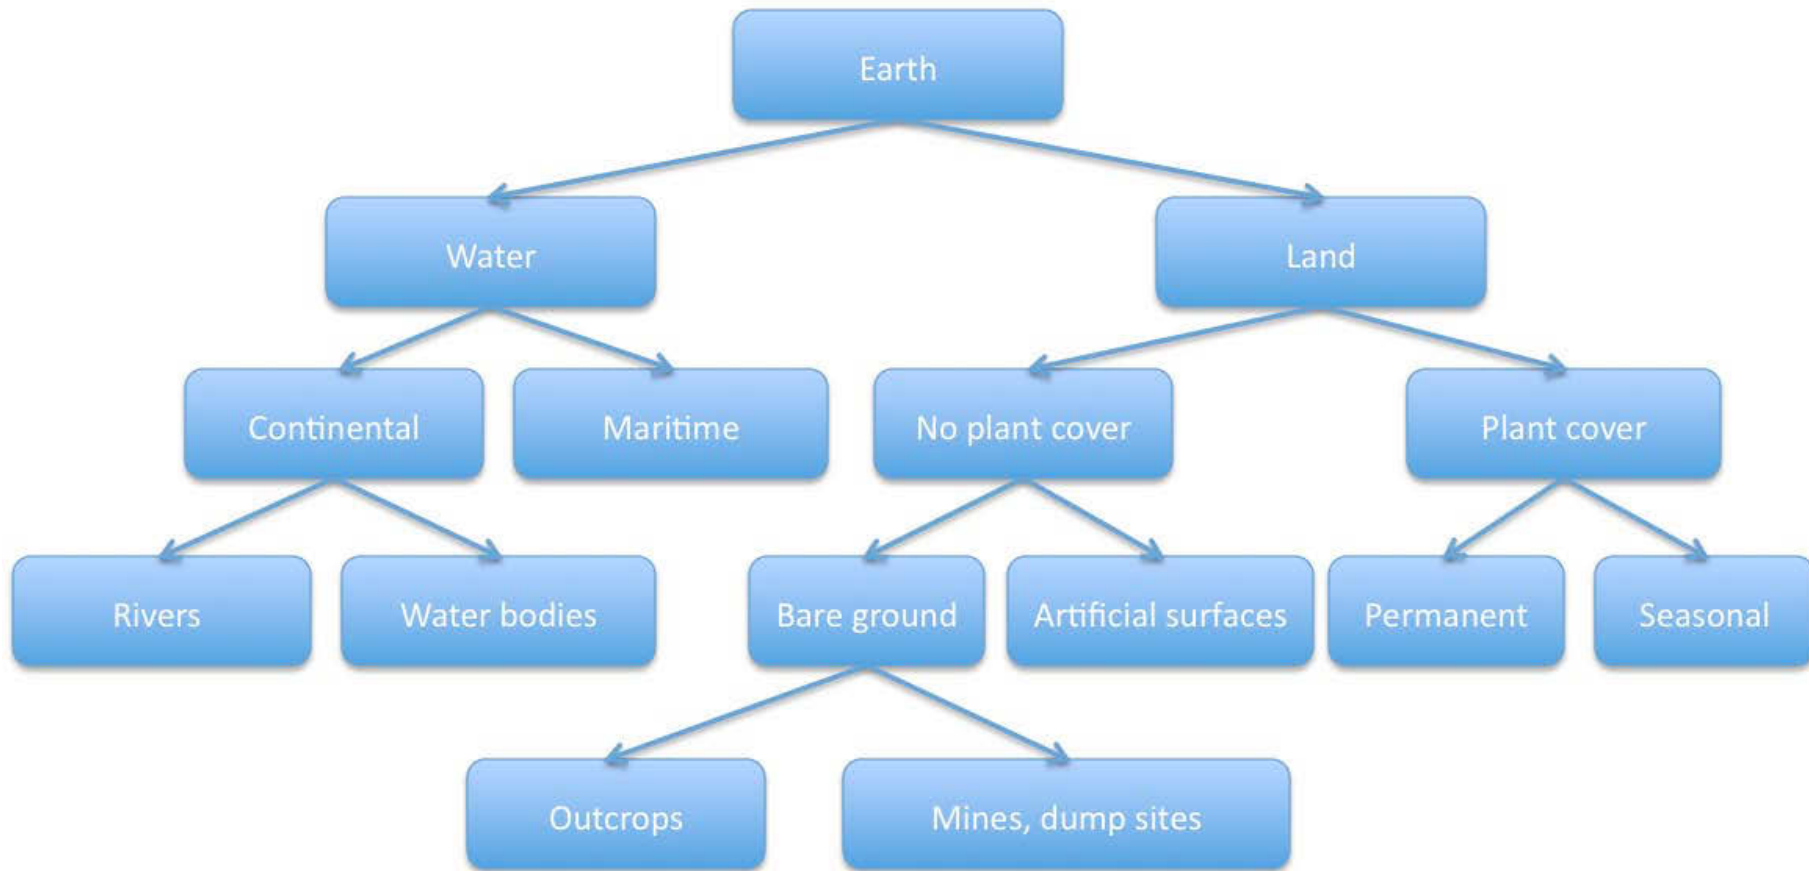 Earth
Water
Land
Continental
Maritime
No plant cover
Plant cover
Rivers
Water bodies
Bare ground
Artificial surfaces
Permanent
Seasonal
Outcrops
Mines, dump sites